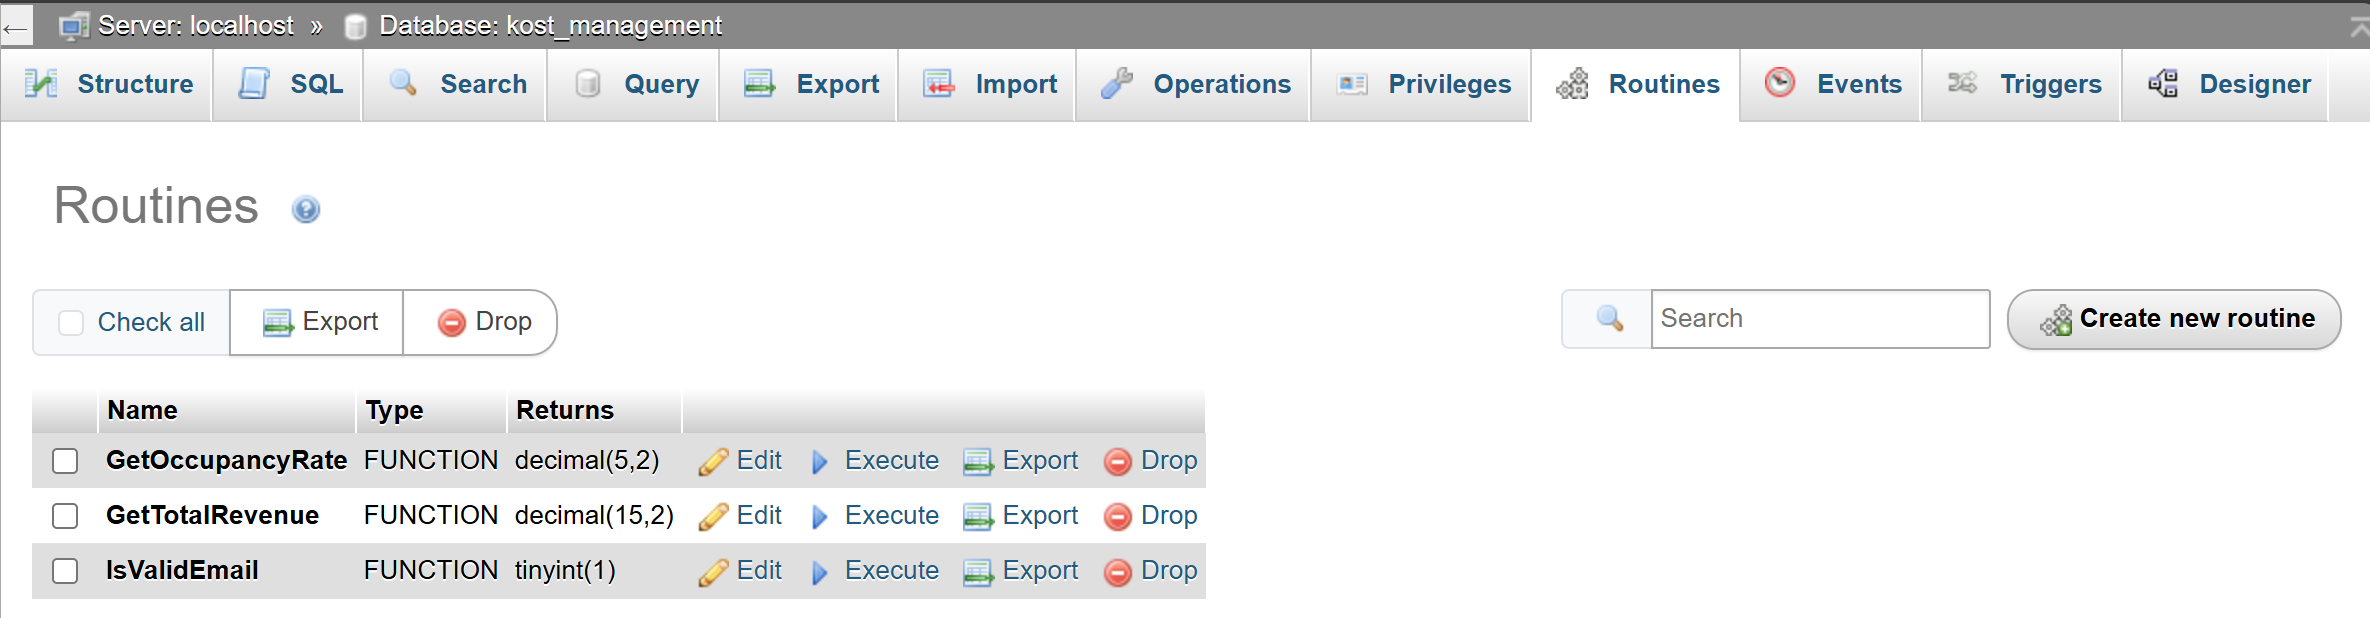 ← Server: localhost » Database: kost_management
Structure SQL Search Query Export Import Operations Privileges Routines Events Triggers Designer
Routines
Check all Export Drop Search Create new routine
Name Type Returns
GetOccupancyRate FUNCTION decimal(5,2) Edit Execute Export Drop
GetTotalRevenue FUNCTION decimal(15,2) Edit Execute Export Drop
IsValidEmail FUNCTION tinyint(1) Edit Execute Export Drop